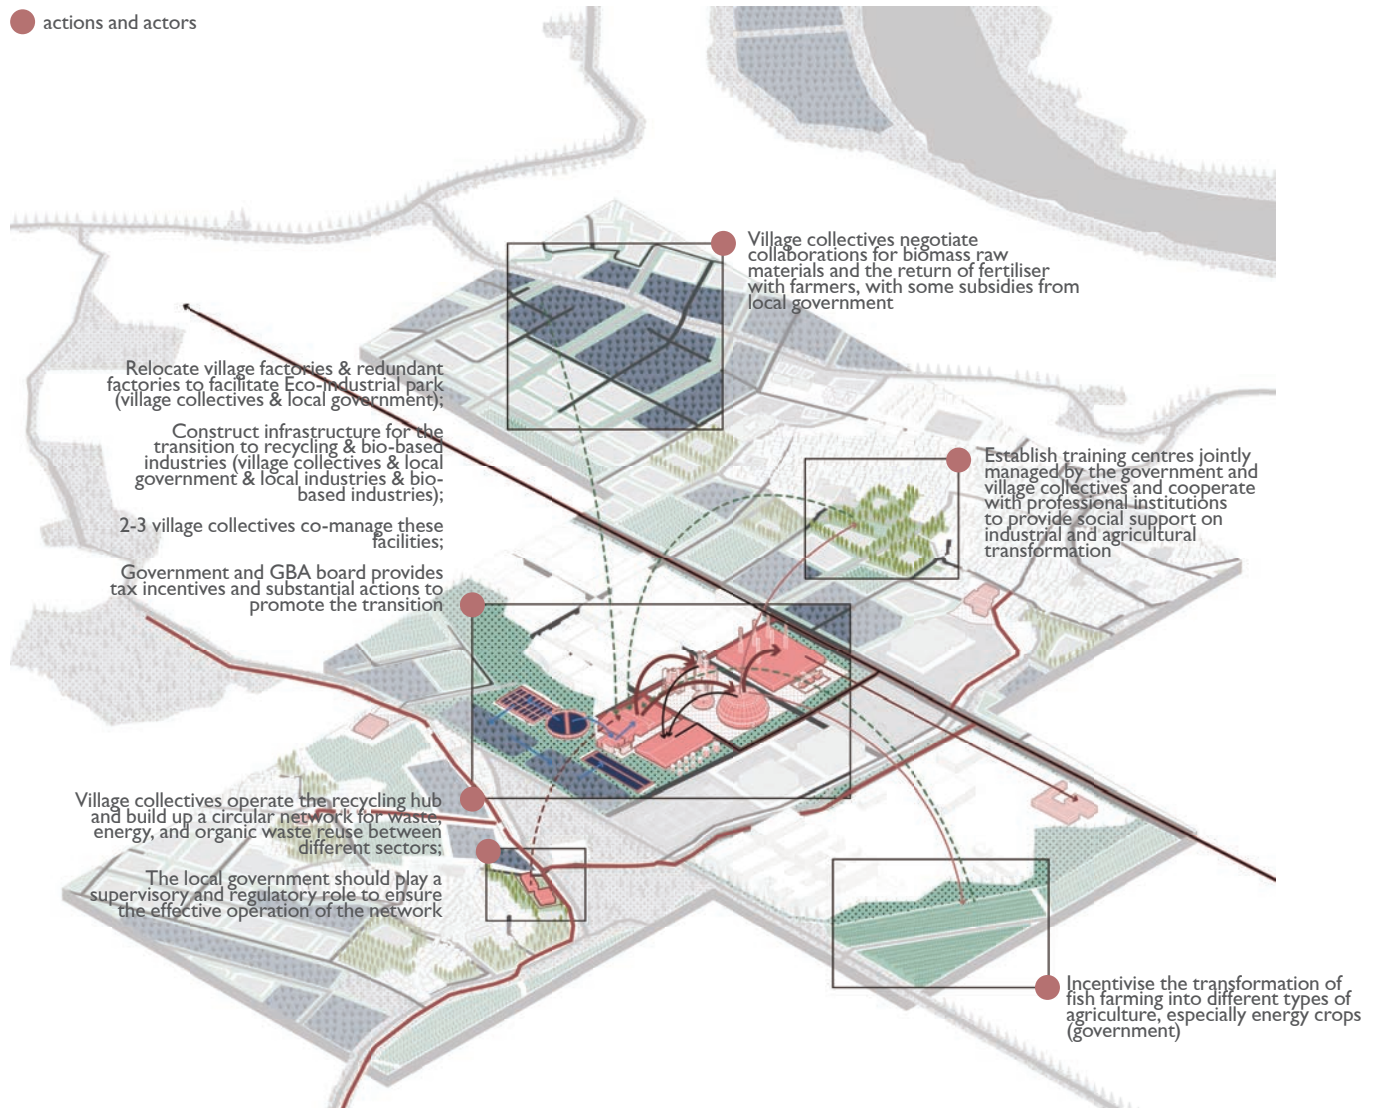 actions and actors
Village collectives negotiate
collaborations for biomass raw
materials and the return of fertiliser
with farmers, with some subsidies from
local government
Relocate village factories & redundant
factories to facilitate Eco-industrial park
(village collectives & local government);
Construct infrastructure for the
transition to recycling & bio-based
industries (village collectives & local
government & local industries & bio-
based industries);
2-3 village collectives co-manage these
facilities;
Government and GBA board provides
tax incentives and substantial actions to
promote the transition
Establish training centres jointly
managed by the government and
village collectives and cooperate
with professional institutions
to provide social support on
industrial and agricultural
transformation
Village collectives operate the recycling hub
and build up a circular network for waste,
energy, and organic waste reuse between
different sectors;
The local government should play a
supervisory and regulatory role to ensure
the effective operation of the network
Incentivise the transformation of
fish farming into different types of
agriculture, especially energy crops
(government)